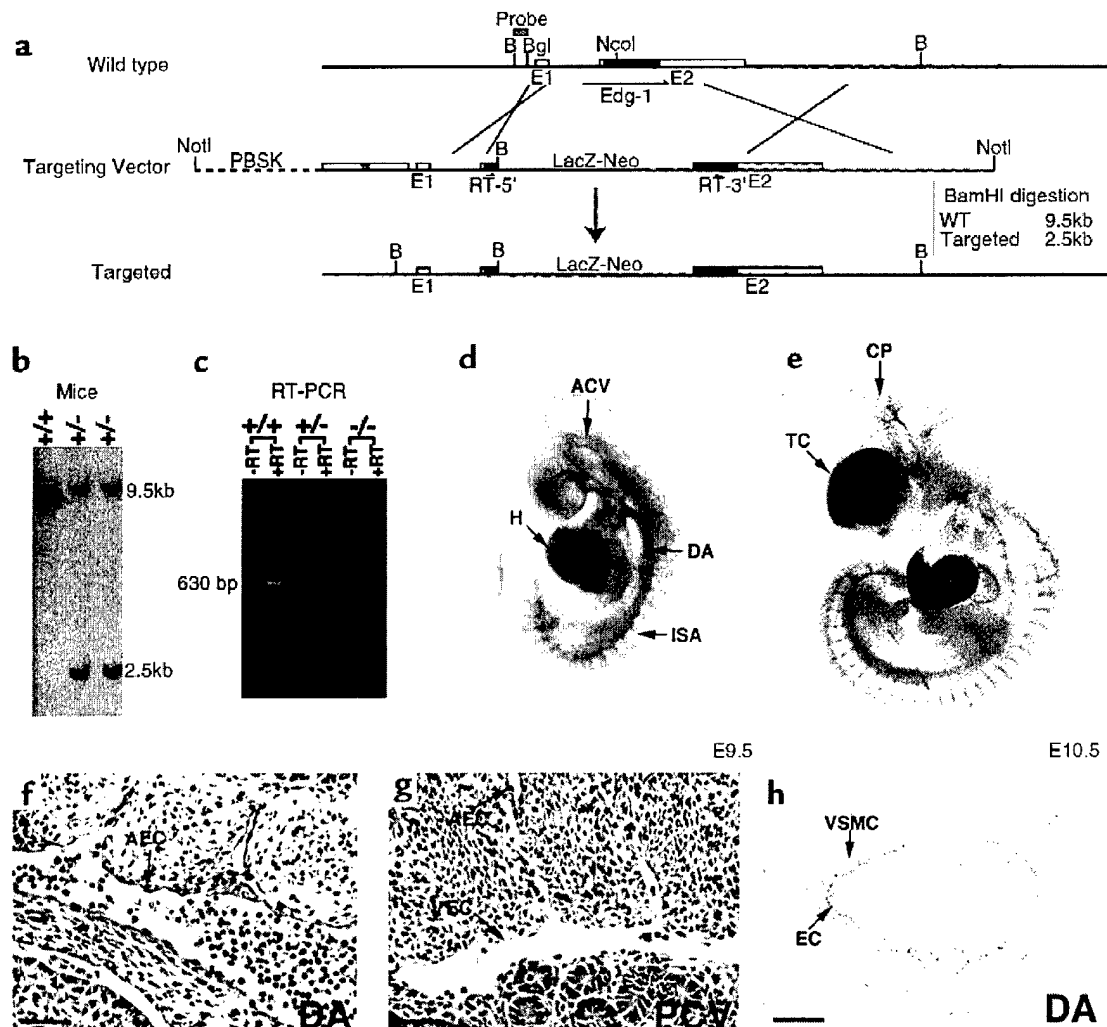 a
Probe
B
Bgl
NcoI
B
Wild type
E1
E2
Edg-1
NotI
PBSK
B
LacZ-Neo
NotI
Targeting Vector
E1
RT-5'
RT-3'
E2
BamHI digestion
WT 9.5kb
Targeted 2.5kb
B
B
LacZ-Neo
B
Targeted
E1
E2
b
Mice
+/+
+/-
+/-
9.5kb
2.5kb
c
RT-PCR
+/+
+/-
-/-
-RT
+RT
-RT
+RT
-RT
+RT
630 bp
d
ACV
H
DA
ISA
E9.5
e
CP
TC
E10.5
f
AEC
DA
g
AEC
VEC
PCV
h
VSMC
EC
DA